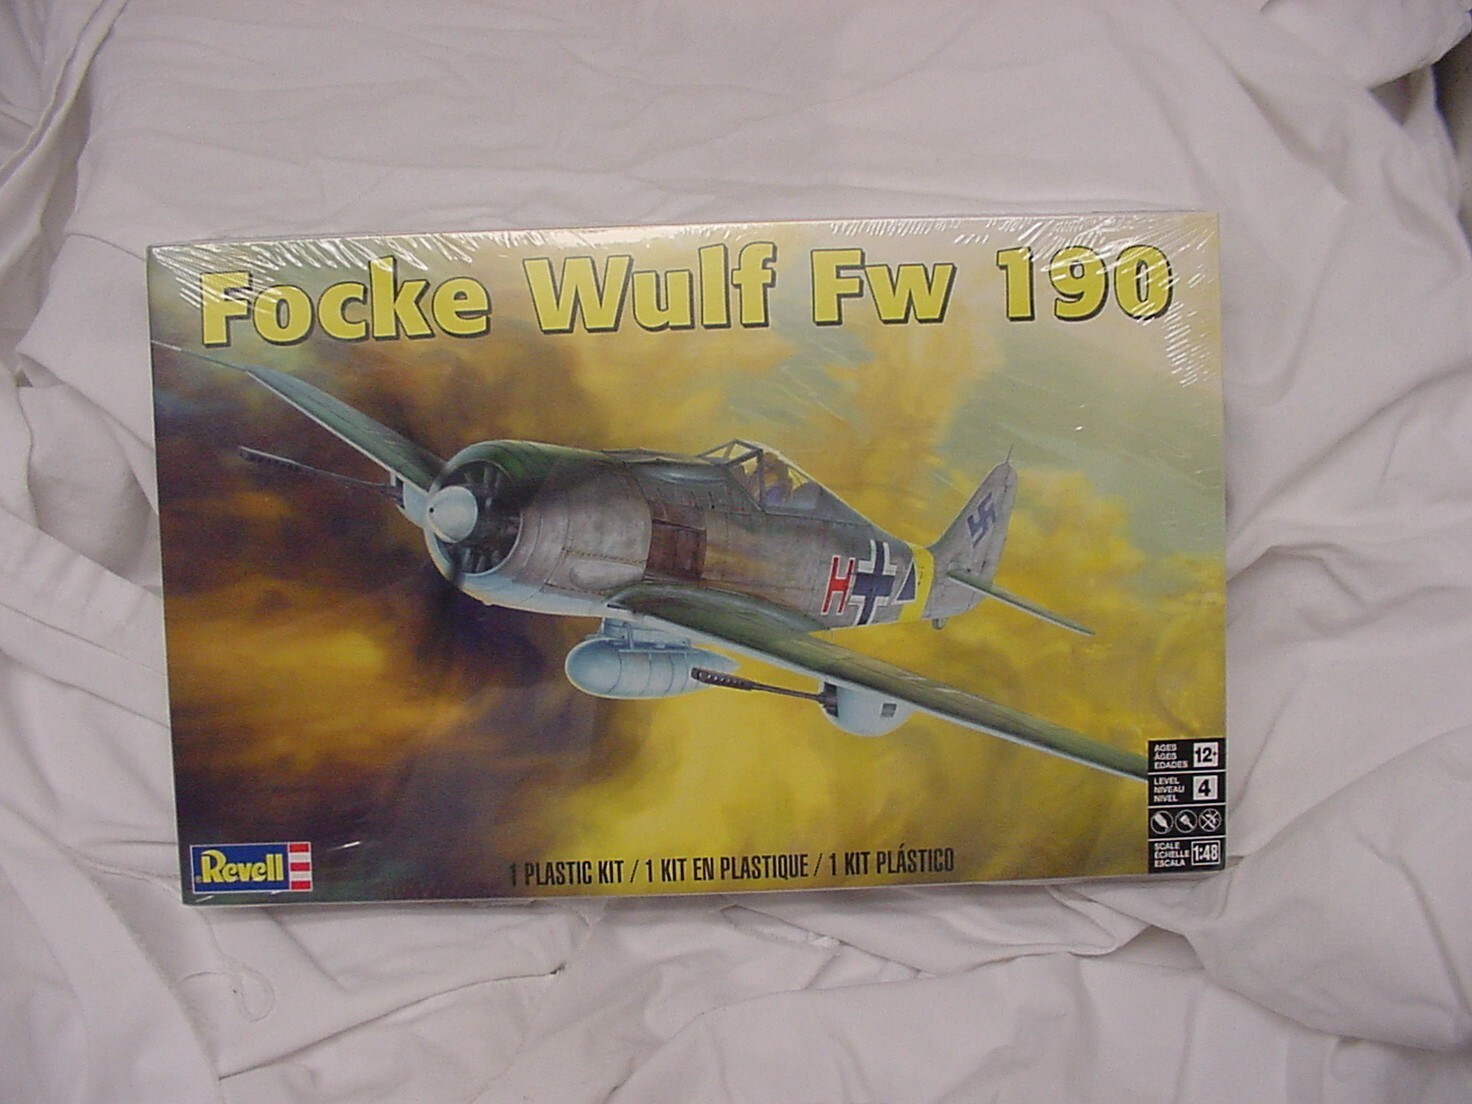 Focke Wulf Fw 190
H
AGES
ÂGES
EDADES
12+
LEVEL
NIVEAU
NIVEL
4
SCALE
ÉCHELLE
ESCALA
1:48
Revell
1 PLASTIC KIT / 1 KIT EN PLASTIQUE / 1 KIT PLÁSTICO